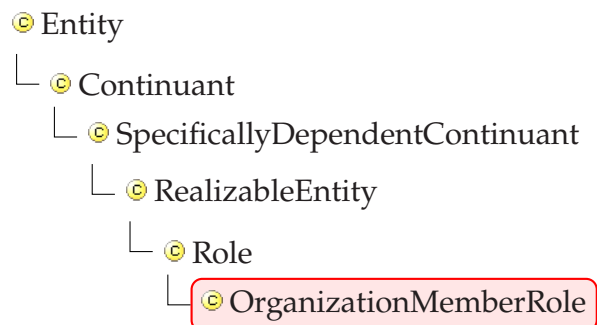 Entity
Continuant
SpecificallyDependentContinuant
RealizableEntity
Role
OrganizationMemberRole